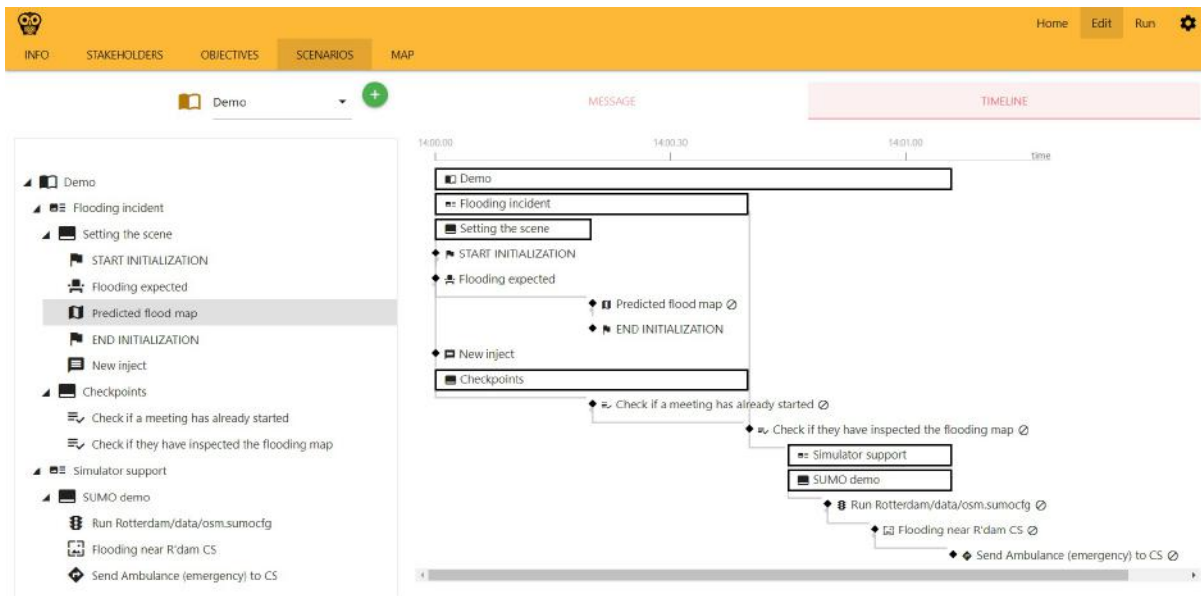 Home Edit Run
INFO STAKEHOLDERS OBJECTIVES SCENARIOS MAP
Demo
MESSAGE TIMELINE
14:00.00 14:00.30 14:01.00
time
Demo
Flooding incident
Setting the scene
START INITIALIZATION
Flooding expected
Predicted flood map
END INITIALIZATION
New inject
Checkpoints
Check if a meeting has already started
Check if they have inspected the flooding map
Simulator support
SUMO demo
Run Rotterdam/data/osm.sumocfg
Flooding near R'dam CS
Send Ambulance (emergency) to CS
Demo
Flooding incident
Setting the scene
START INITIALIZATION
Flooding expected
Predicted flood map
END INITIALIZATION
New inject
Checkpoints
Check if a meeting has already started
Check if they have inspected the flooding map
Simulator support
SUMO demo
Run Rotterdam/data/osm.sumocfg
Flooding near R'dam CS
Send Ambulance (emergency) to CS